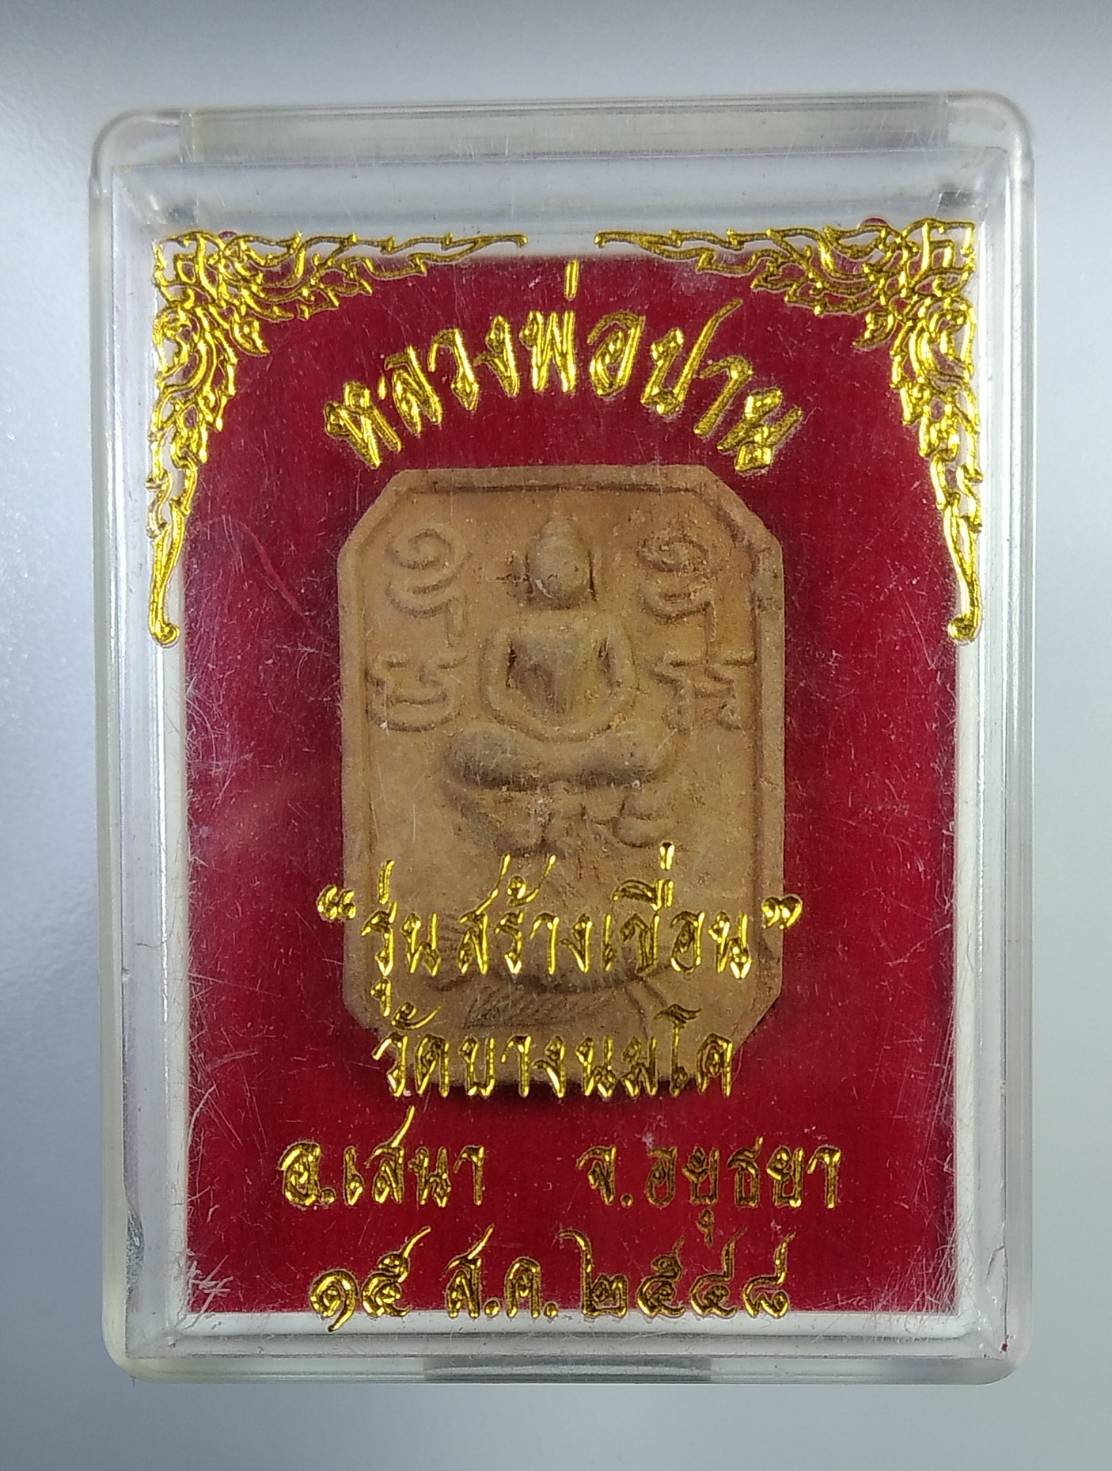 หลวงพ่อปาน
“รุ่นสร้างเขื่อน”
วัดบางนมโค
อ.เสนา จ.อยุธยา
๑๕ ส.ค. ๒๕๔๘